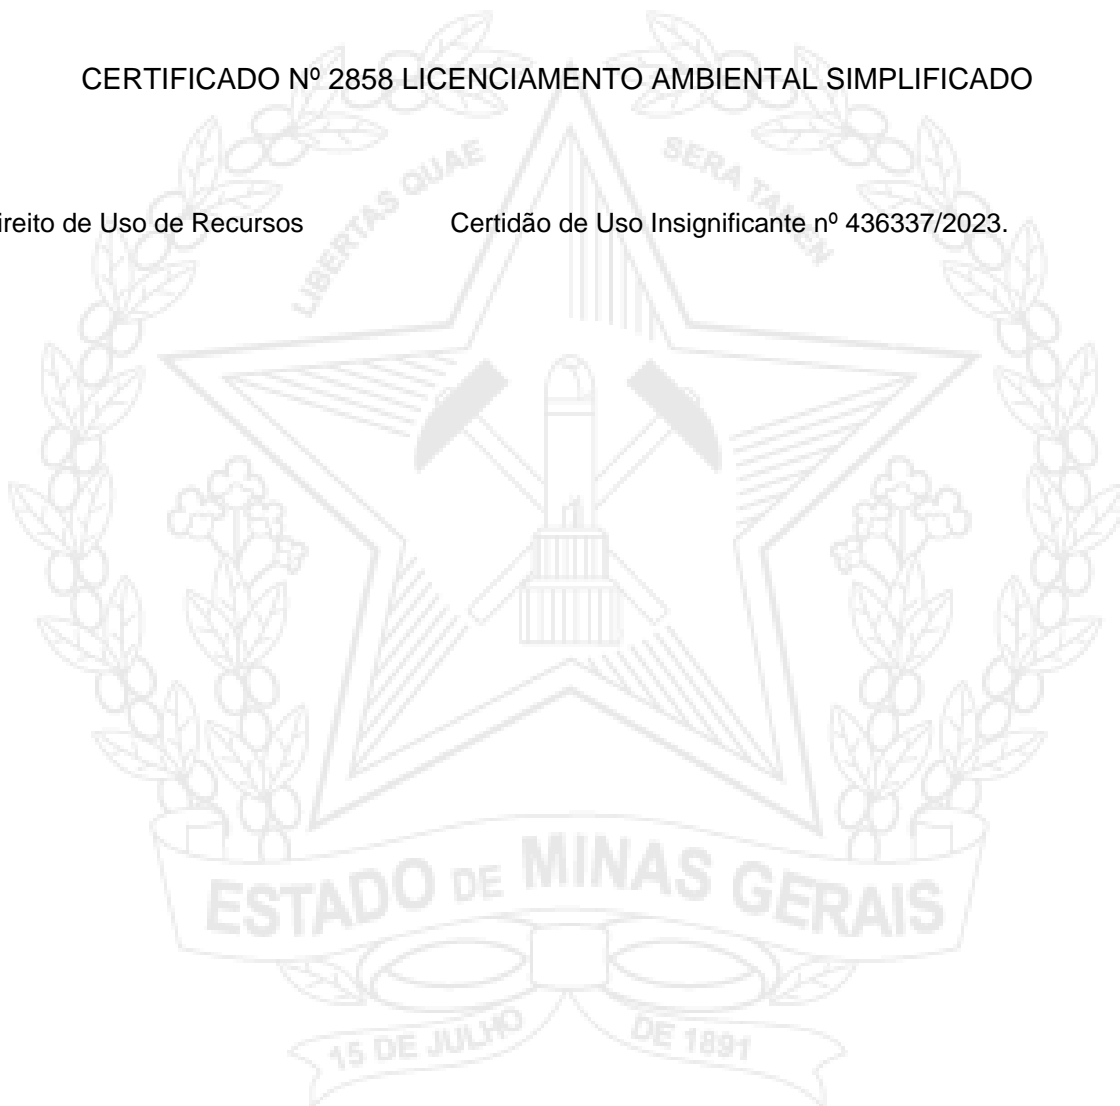 CERTIFICADO Nº 2858 LICENCIAMENTO AMBIENTAL SIMPLIFICADO
LIBERTAS QUAE SERA TAMEN
ireito de Uso de Recursos Certidão de Uso Insignificante nº 436337/2023.
ESTADO DE MINAS GERAIS
15 DE JULHO DE 1891